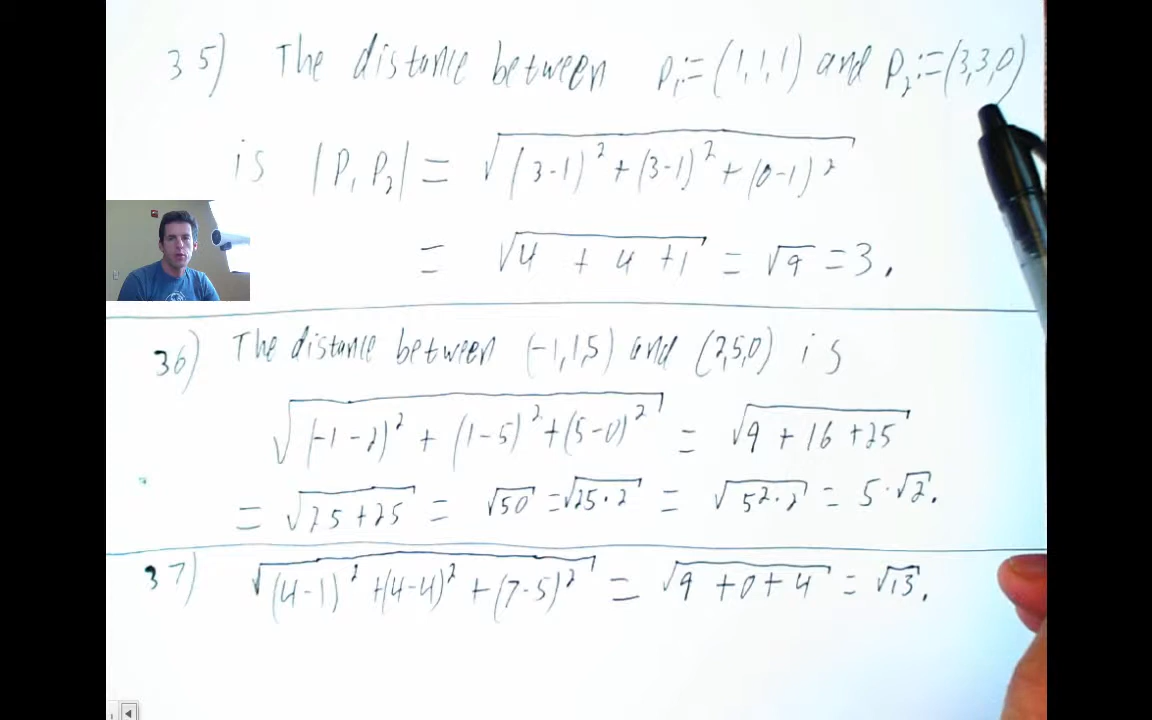 35) The distance between P₁:=(1,1,1) and P₂:=(3,3,0)
is |P₁P₂| = √((3-1)² + (3-1)² + (0-1)²)
= √(4 + 4 + 1) = √9 = 3.
36) The distance between (-1,1,5) and (2,5,0) is
√((-1-2)² + (1-5)² + (5-0)²) = √(9 + 16 + 25)
= √(25+25) = √50 = √(25·2) = √(5²·2) = 5·√2.
37) √((4-1)² + (4-4)² + (7-5)²) = √(9+0+4) = √13.